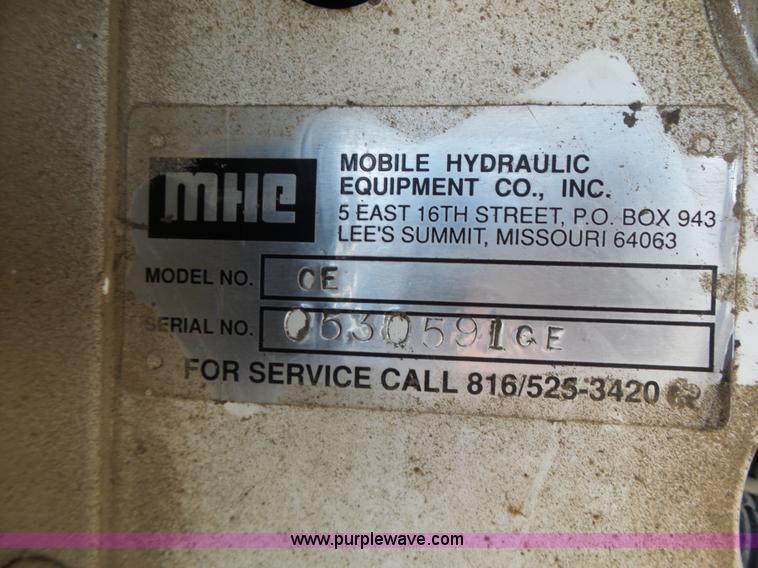 mHe
MOBILE HYDRAULIC
EQUIPMENT CO., INC.
5 EAST 16TH STREET, P.O. BOX 943
LEE'S SUMMIT, MISSOURI 64063
MODEL NO. CE
SERIAL NO. 0530591CE
FOR SERVICE CALL 816/525-3420
www.purplewave.com